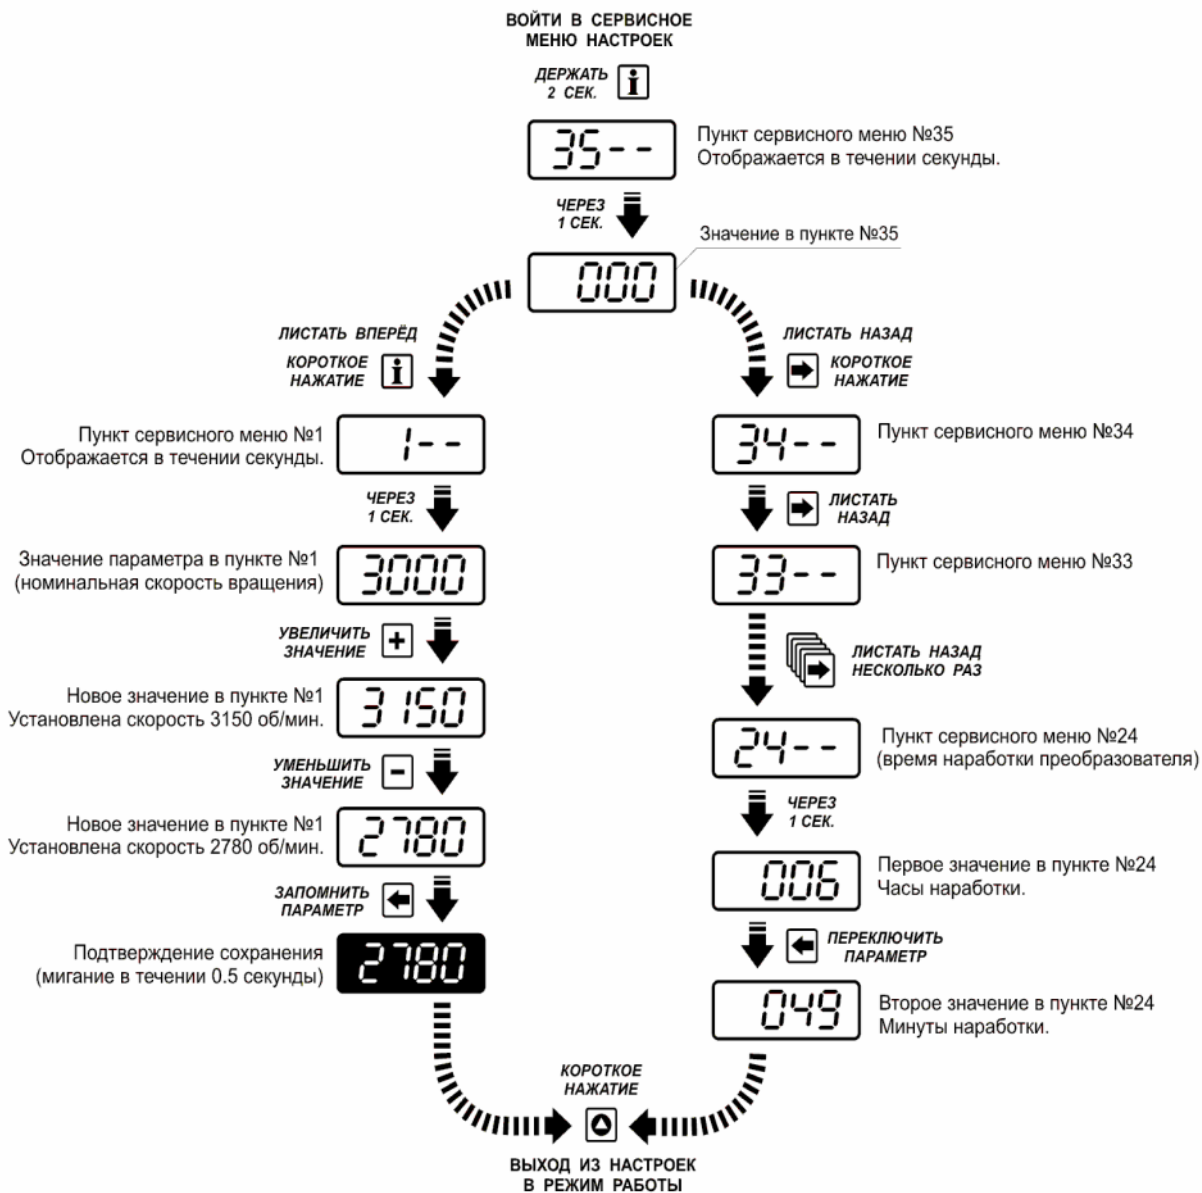 ВОЙТИ В СЕРВИСНОЕ
МЕНЮ НАСТРОЕК
ДЕРЖАТЬ
2 СЕК.
i
35--
Пункт сервисного меню №35
Отображается в течении секунды.
ЧЕРЕЗ
1 СЕК.
Значение в пункте №35
000
ЛИСТАТЬ ВПЕРЁД
КОРОТКОЕ
НАЖАТИЕ
i
Пункт сервисного меню №1
Отображается в течении секунды.
1--
ЧЕРЕЗ
1 СЕК.
Значение параметра в пункте №1
(номинальная скорость вращения)
3000
УВЕЛИЧИТЬ
ЗНАЧЕНИЕ
+
Новое значение в пункте №1
Установлена скорость 3150 об/мин.
3150
УМЕНЬШИТЬ
ЗНАЧЕНИЕ
-
Новое значение в пункте №1
Установлена скорость 2780 об/мин.
2780
ЗАПОМНИТЬ
ПАРАМЕТР
Подтверждение сохранения
(мигание в течении 0.5 секунды)
2780
ЛИСТАТЬ НАЗАД
КОРОТКОЕ
НАЖАТИЕ
34--
Пункт сервисного меню №34
ЛИСТАТЬ
НАЗАД
33--
Пункт сервисного меню №33
ЛИСТАТЬ НАЗАД
НЕСКОЛЬКО РАЗ
24--
Пункт сервисного меню №24
(время наработки преобразователя)
ЧЕРЕЗ
1 СЕК.
006
Первое значение в пункте №24
Часы наработки.
ПЕРЕКЛЮЧИТЬ
ПАРАМЕТР
049
Второе значение в пункте №24
Минуты наработки.
КОРОТКОЕ
НАЖАТИЕ
ВЫХОД ИЗ НАСТРОЕК
В РЕЖИМ РАБОТЫ